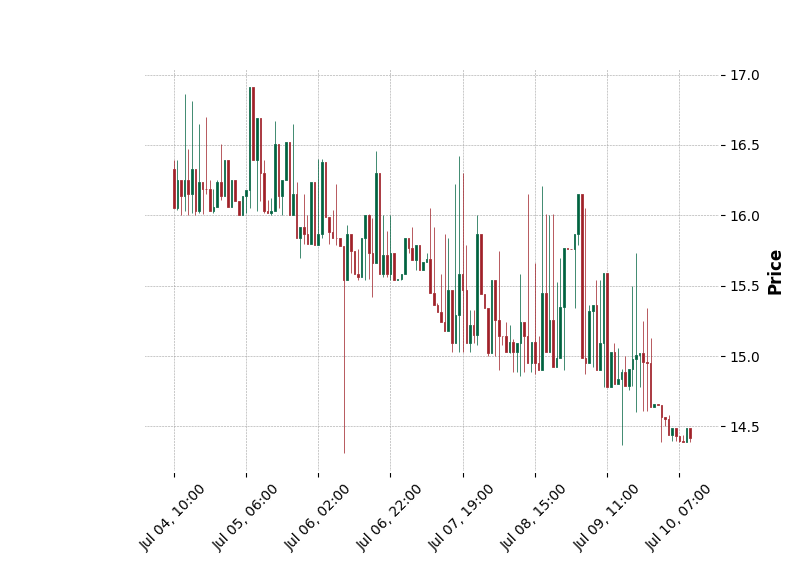 17.0
16.5
16.0
15.5
15.0
14.5
Price
Jul 04, 10:00
Jul 05, 06:00
Jul 06, 02:00
Jul 06, 22:00
Jul 07, 19:00
Jul 08, 15:00
Jul 09, 11:00
Jul 10, 07:00